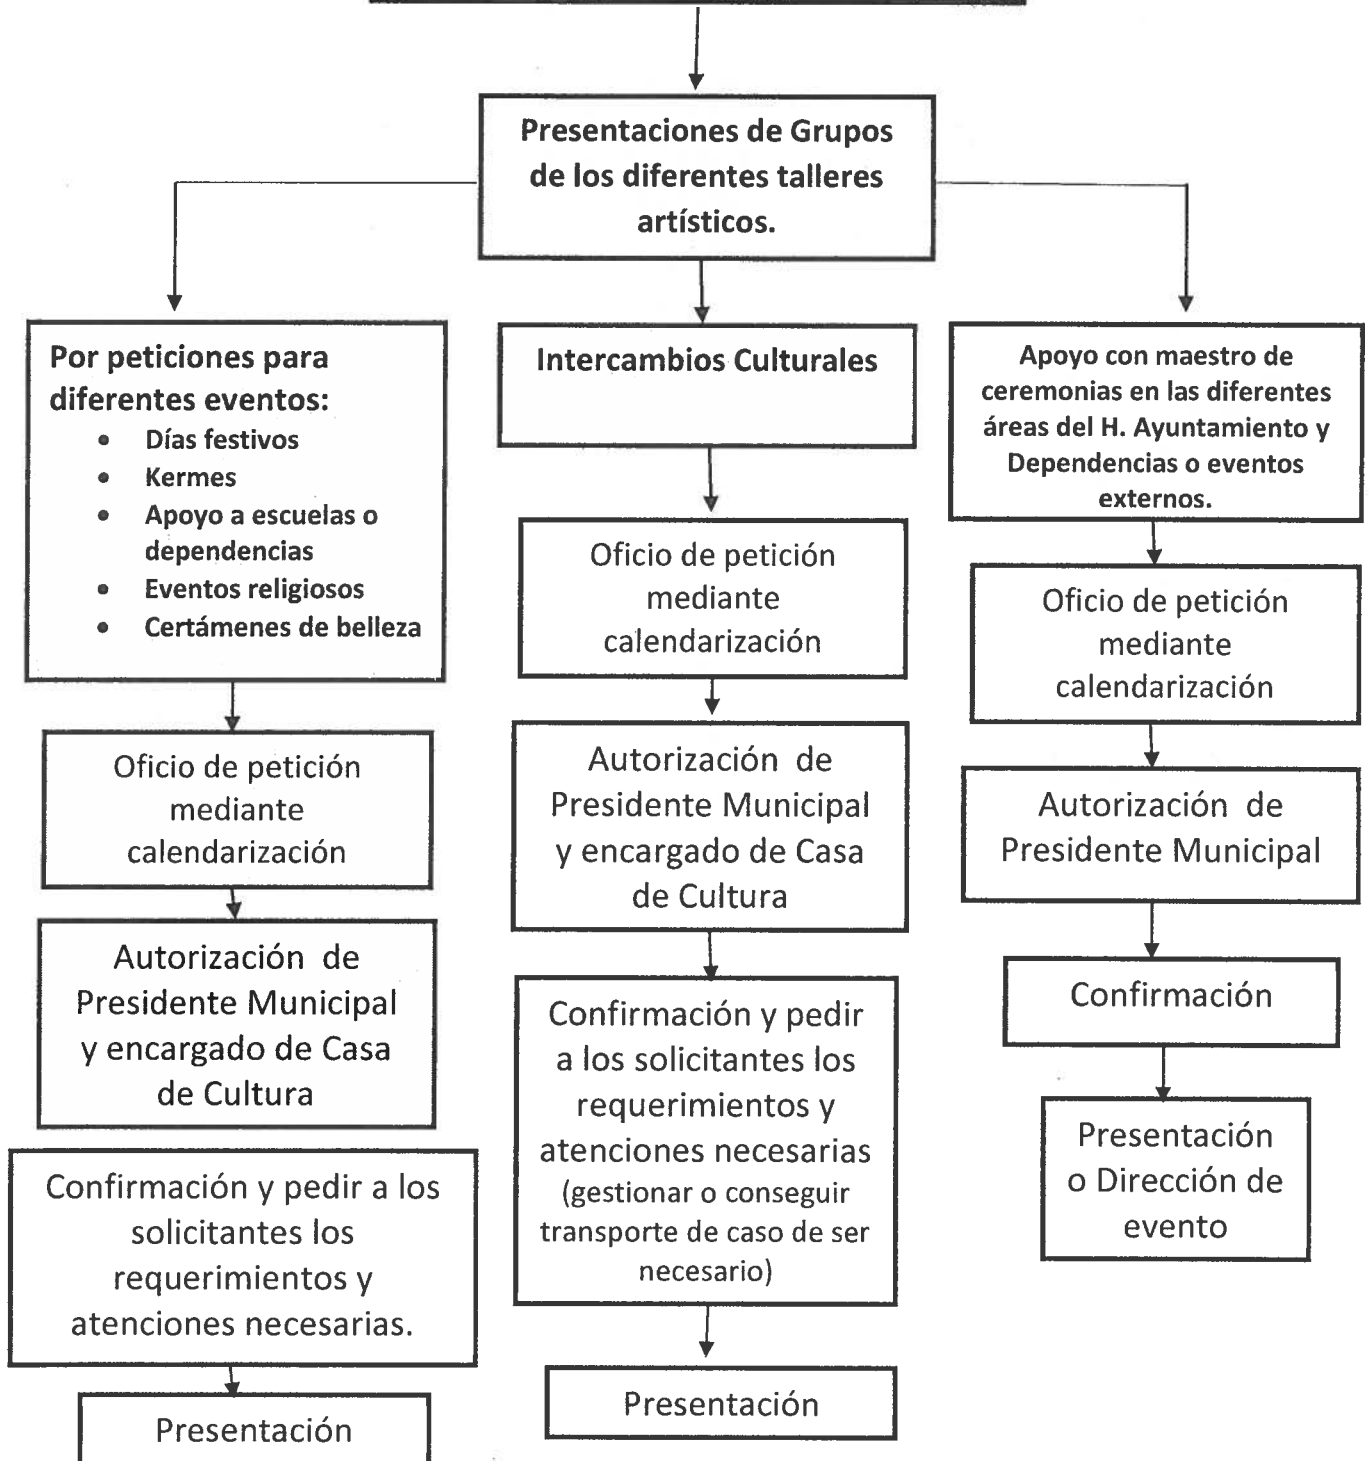 Presentaciones de Grupos
de los diferentes talleres
artísticos.
Por peticiones para
diferentes eventos:
• Días festivos
• Kermes
• Apoyo a escuelas o
dependencias
• Eventos religiosos
• Certámenes de belleza
Oficio de petición
mediante
calendarización
Autorización de
Presidente Municipal
y encargado de Casa
de Cultura
Confirmación y pedir a los
solicitantes los
requerimientos y
atenciones necesarias.
Presentación
Intercambios Culturales
Oficio de petición
mediante
calendarización
Autorización de
Presidente Municipal
y encargado de Casa
de Cultura
Confirmación y pedir
a los solicitantes los
requerimientos y
atenciones necesarias
(gestionar o conseguir
transporte de caso de ser
necesario)
Presentación
Apoyo con maestro de
ceremonias en las diferentes
áreas del H. Ayuntamiento y
Dependencias o eventos
externos.
Oficio de petición
mediante
calendarización
Autorización de
Presidente Municipal
Confirmación
Presentación
o Dirección de
evento